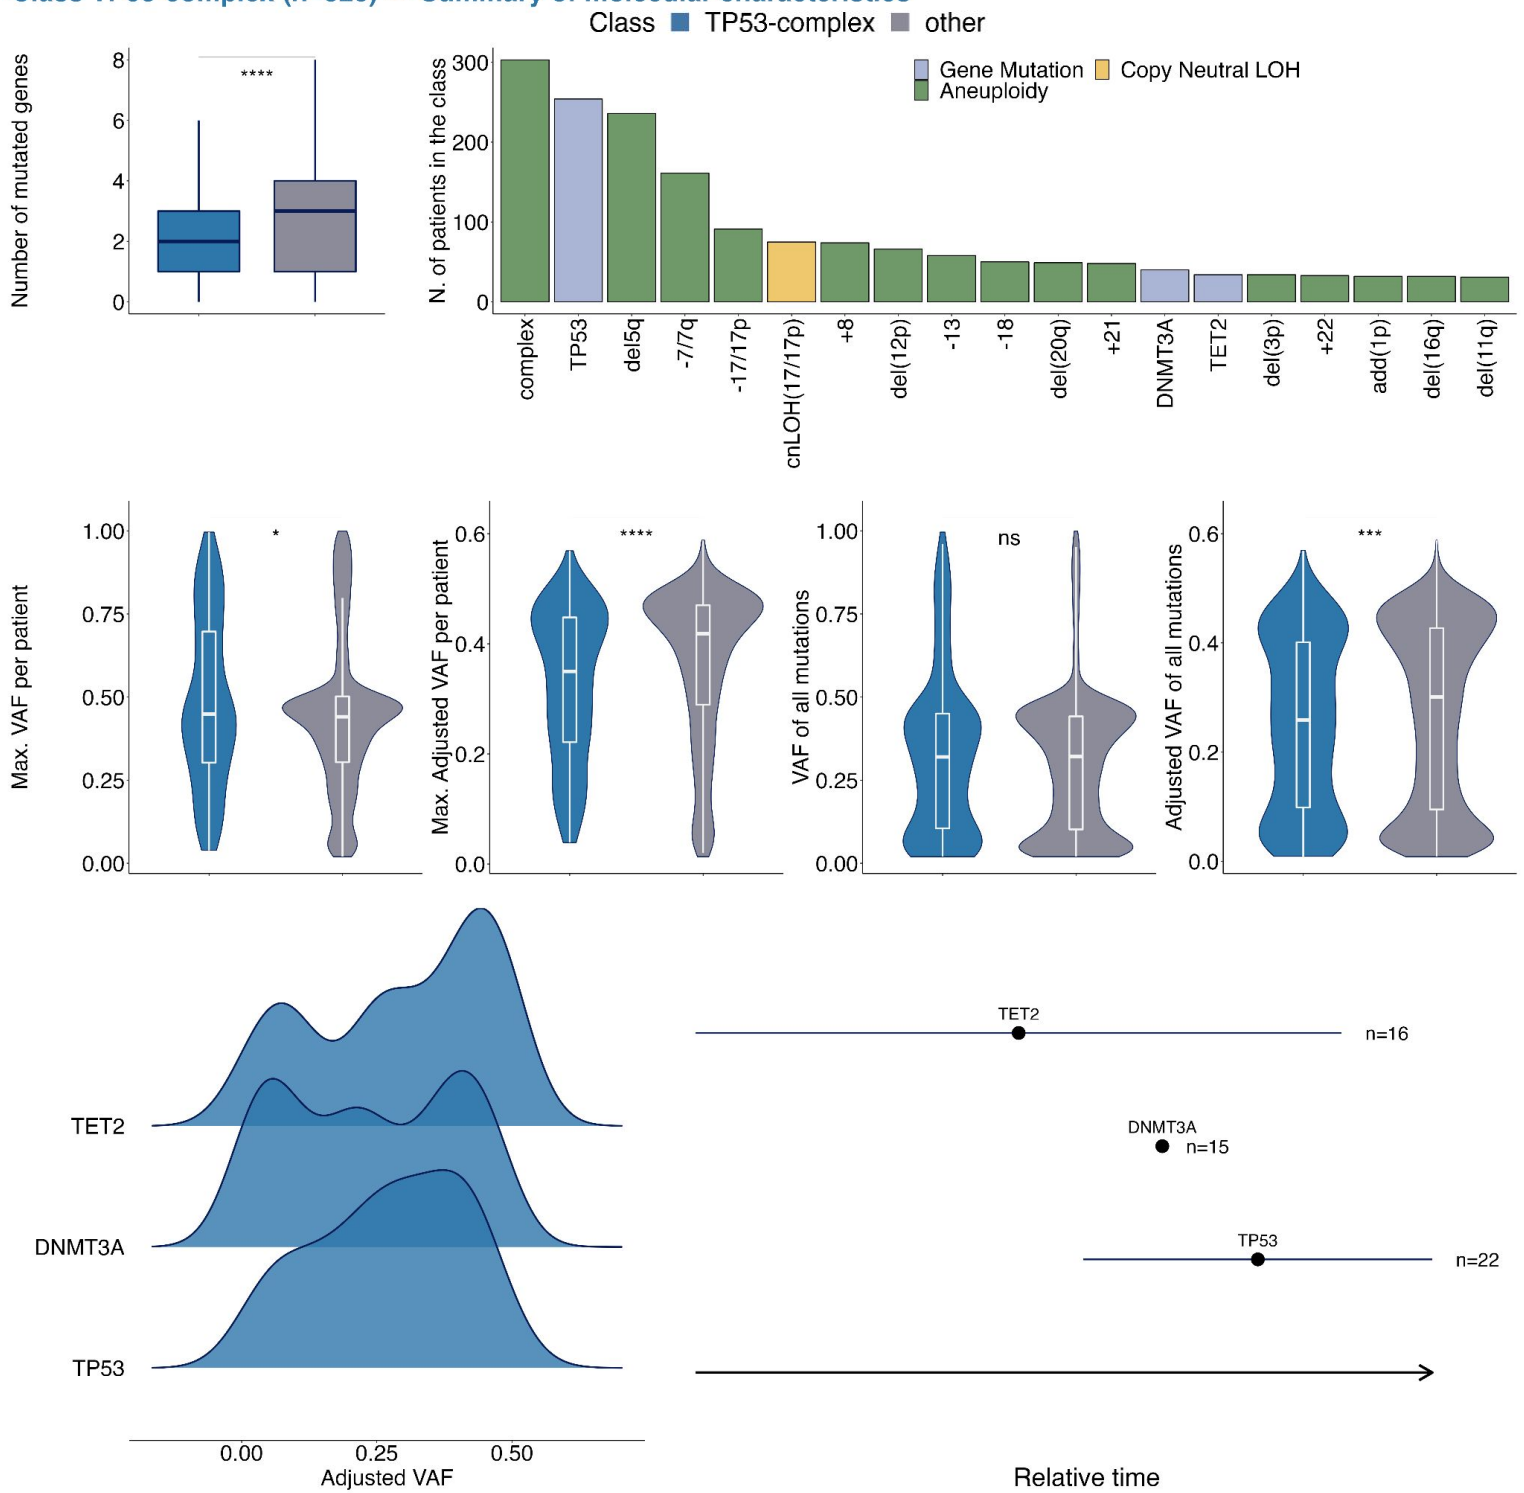 Class TP53-complex
other
Number of mutated genes
8
6
4
2
0
****
N. of patients in the class
300
200
100
0
Gene Mutation
Copy Neutral LOH
Aneuploidy
complex
TP53
del5q
-7/7q
-17/17p
cnLOH(17/17p)
+8
del(12p)
-13
-18
del(20q)
+21
DNMT3A
TET2
del(3p)
+22
add(1p)
del(16q)
del(11q)
Max. VAF per patient
1.00
0.75
0.50
0.25
0.00
*
Max. Adjusted VAF per patient
0.6
0.4
0.2
0.0
****
VAF of all mutations
1.00
0.75
0.50
0.25
0.00
ns
Adjusted VAF of all mutations
0.6
0.4
0.2
0.0
***
TET2
DNMT3A
TP53
0.00
0.25
0.50
Adjusted VAF
TET2
n=16
DNMT3A
n=15
TP53
n=22
Relative time